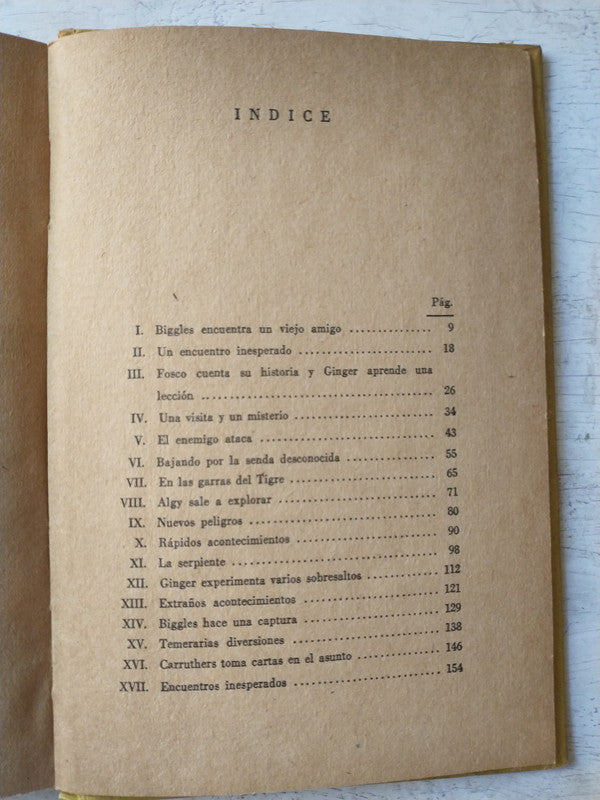 INDICE
Pág.
I. Biggles encuentra un viejo amigo ............... 9
II. Un encuentro inesperado ........................ 18
III. Fosco cuenta su historia y Ginger aprende una
lección ........................................ 26
IV. Una visita y un misterio ........................ 34
V. El enemigo ataca ................................ 43
VI. Bajando por la senda desconocida ................ 55
VII. En las garras del Tigre ......................... 65
VIII. Algy sale a explorar ............................ 71
IX. Nuevos peligros ................................. 80
X. Rápidos acontecimientos ......................... 90
XI. La serpiente .................................... 98
XII. Ginger experimenta varios sobresaltos ........... 112
XIII. Extraños acontecimientos ........................ 121
XIV. Biggles hace una captura ........................ 129
XV. Temerarias diversiones .......................... 138
XVI. Carruthers toma cartas en el asunto ............. 146
XVII. Encuentros inesperados .......................... 154